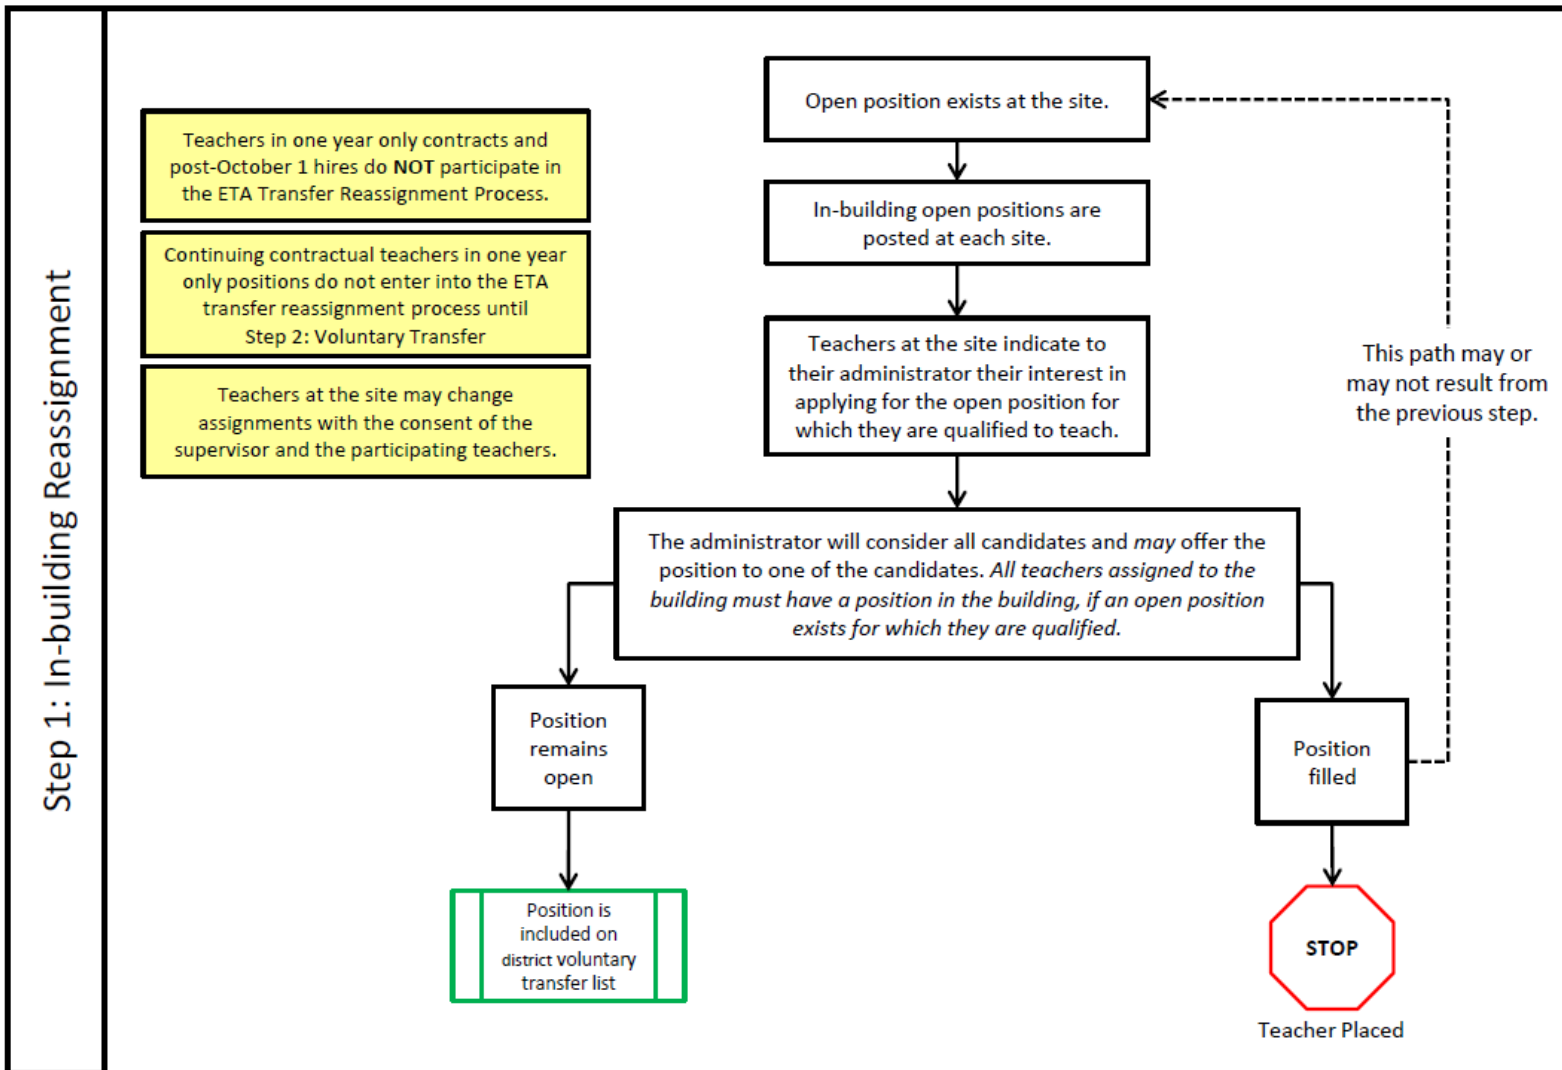 Step 1: In-building Reassignment
Teachers in one year only contracts and
post-October 1 hires do NOT participate in
the ETA Transfer Reassignment Process.
Continuing contractual teachers in one year
only positions do not enter into the ETA
transfer reassignment process until
Step 2: Voluntary Transfer
Teachers at the site may change
assignments with the consent of the
supervisor and the participating teachers.
Open position exists at the site.
In-building open positions are
posted at each site.
Teachers at the site indicate to
their administrator their interest in
applying for the open position for
which they are qualified to teach.
This path may or
may not result from
the previous step.
The administrator will consider all candidates and may offer the
position to one of the candidates. All teachers assigned to the
building must have a position in the building, if an open position
exists for which they are qualified.
Position
remains
open
Position
filled
Position is
included on
district voluntary
transfer list
STOP
Teacher Placed